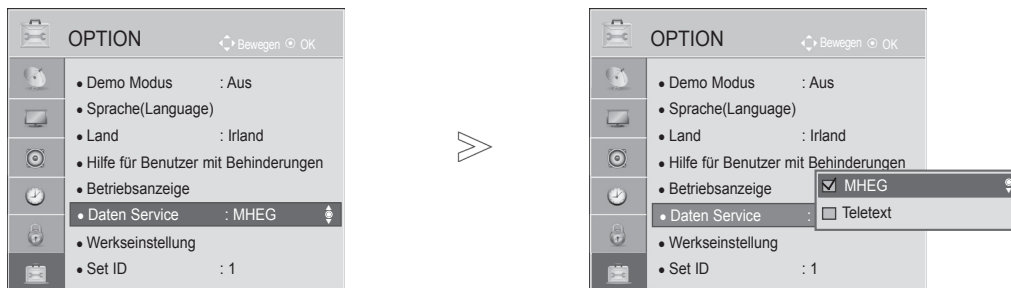 OPTION
Bewegen OK
Demo Modus : Aus
Sprache(Language)
Land : Irland
Hilfe für Benutzer mit Behinderungen
Betriebsanzeige
Daten Service : MHEG
Werkseinstellung
Set ID : 1
OPTION
Bewegen OK
Demo Modus : Aus
Sprache(Language)
Land : Irland
Hilfe für Benutzer mit Behinderungen
Betriebsanzeige
MHEG
Daten Service :
Teletext
Werkseinstellung
Set ID : 1